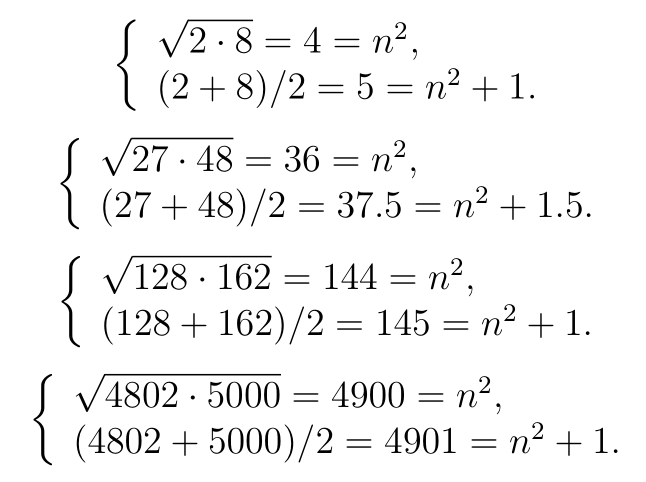 √2 · 8 = 4 = n²,
(2 + 8)/2 = 5 = n² + 1.
√27 · 48 = 36 = n²,
(27 + 48)/2 = 37.5 = n² + 1.5.
√128 · 162 = 144 = n²,
(128 + 162)/2 = 145 = n² + 1.
√4802 · 5000 = 4900 = n²,
(4802 + 5000)/2 = 4901 = n² + 1.